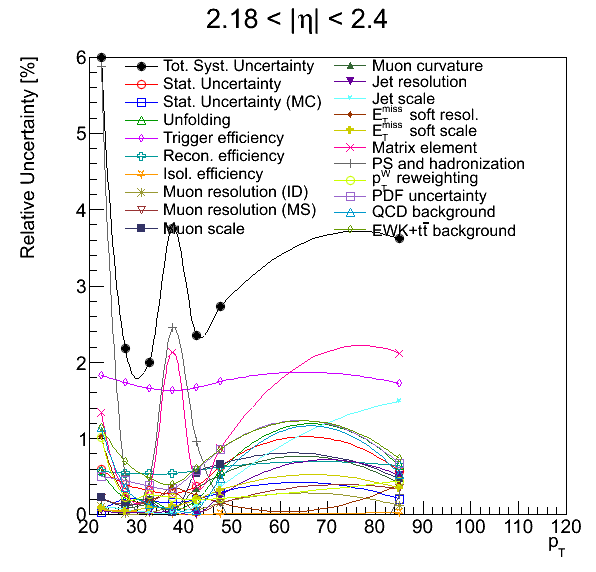 2.18 < |η| < 2.4
Relative Uncertainty [%]
6
5
4
3
2
1
0
Tot. Syst. Uncertainty
Stat. Uncertainty
Stat. Uncertainty (MC)
Unfolding
Trigger efficiency
Recon. efficiency
Isol. efficiency
Muon resolution (ID)
Muon resolution (MS)
Muon scale
Muon curvature
Jet resolution
Jet scale
E_T^miss soft resol.
E_T^miss soft scale
Matrix element
PS and hadronization
p_T^W reweighting
PDF uncertainty
QCD background
EWK+tt̅ background
20 30 40 50 60 70 80 90 100 110 120
p_T